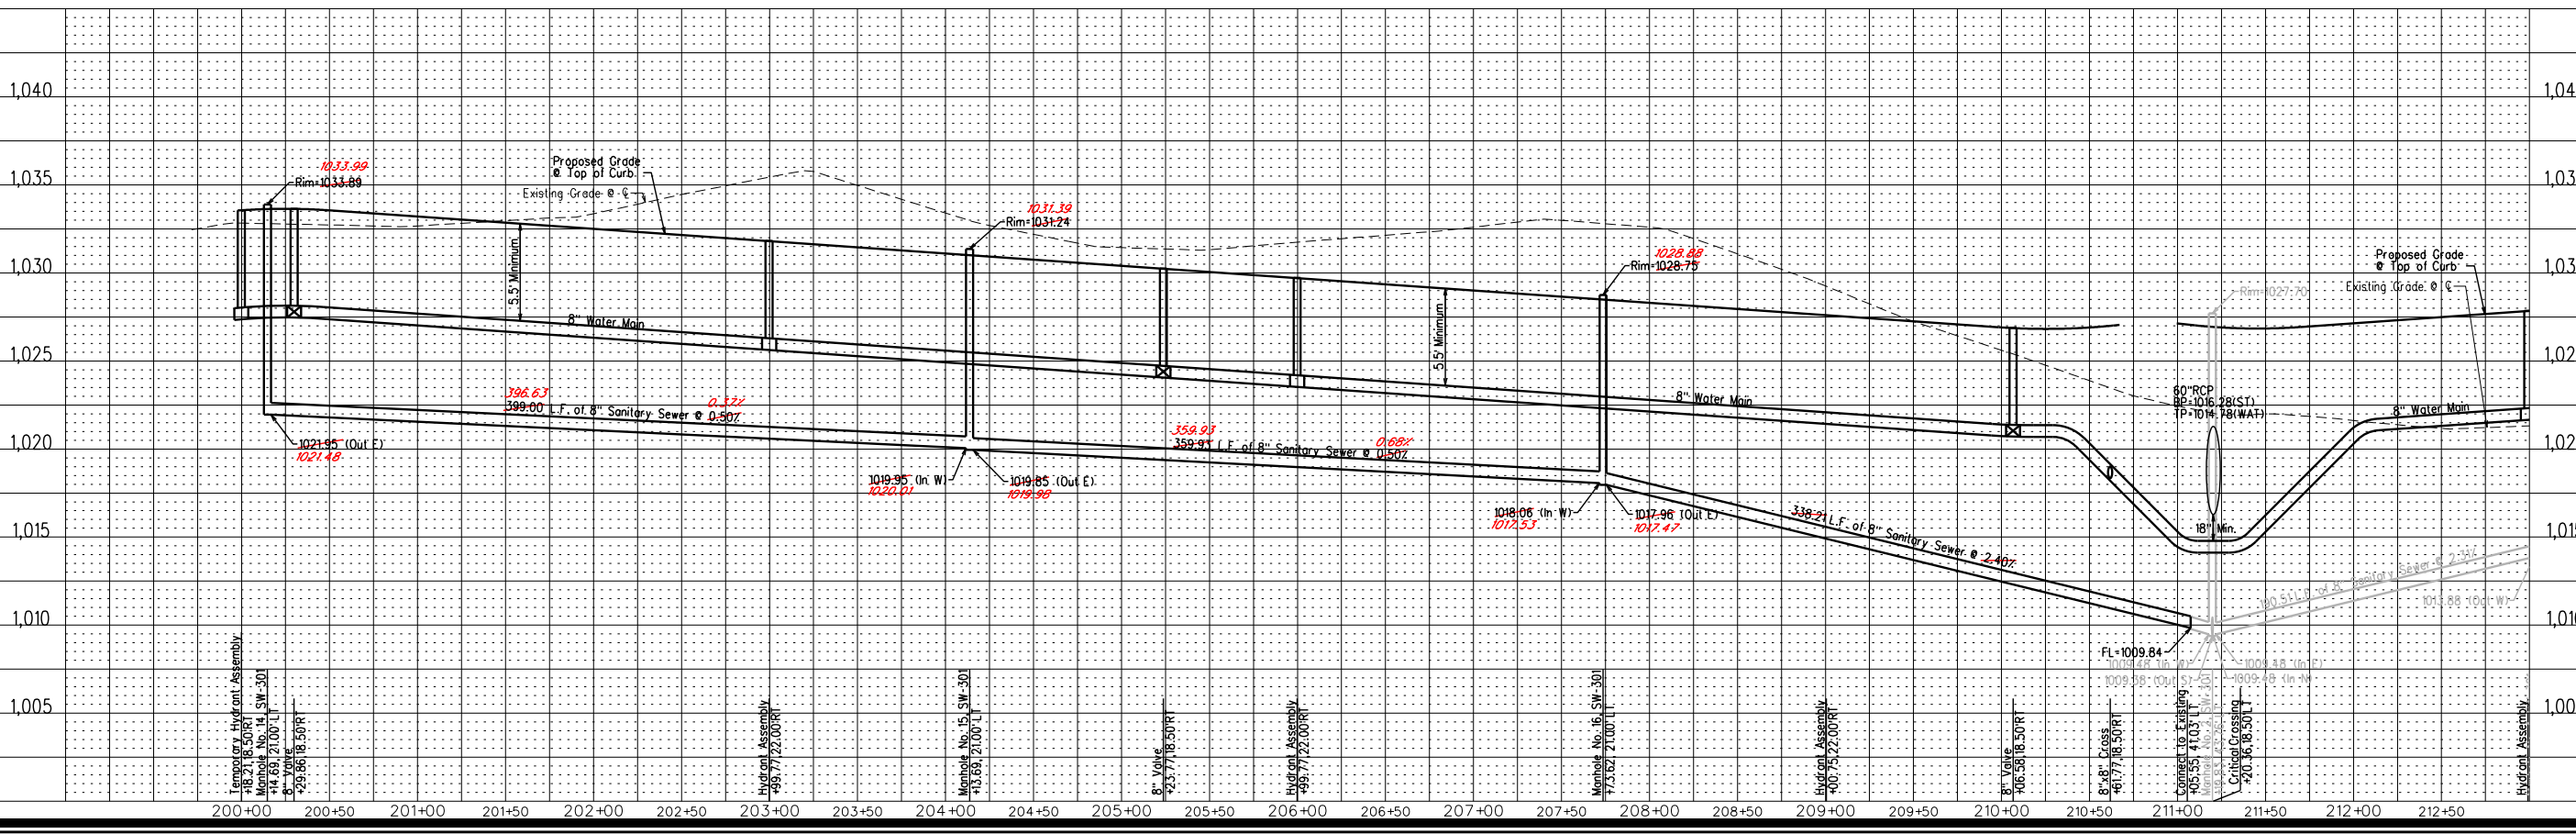 1,040
1,035
1,030
1,025
1,020
1,015
1,010
1,005
1033.99
Rim=1033.89
Proposed Grade
@ Top of Curb
Existing Grade @ ℄
5.5' Minimum
8" Water Main
396.63
399.00 L.F. of 8" Sanitary Sewer @ 0.50%
0.37%
1021.95 (Out E)
1021.48
1031.39
Rim=1031.24
1019.95 (In W)
1020.01
1019.85 (Out E)
1019.98
359.93
359.93 L.F. of 8" Sanitary Sewer @ 0.50%
0.68%
5.5' Minimum
1028.88
Rim=1028.75
8" Water Main
1018.06 (In W)
1017.53
1017.96 (Out E)
1017.47
338.21 L.F. of 8" Sanitary Sewer @ 2.40%
60"RCP
BP=1016.28(ST)
TP=1014.78(WAT)
18" Min.
Rim=1027.70
Proposed Grade
@ Top of Curb
Existing Grade @ ℄
8" Water Main
190.51 L.F. of 8" Sanitary Sewer @ 2.31%
1013.88 (Out W)
FL=1009.84
1009.48 (In W)
1009.38 (Out S)
1009.48 (In E)
1009.48 (In N)
Temporary Hydrant Assembly
+18.21,18.50'RT
Manhole No. 14, SW-301
+14.69, 21.00' LT
8" Valve
+29.86,18.50'RT
Hydrant Assembly
+99.77,22.00'RT
Manhole No. 15, SW-301
+13.69, 21.00' LT
8" Valve
+23.77,18.50'RT
Hydrant Assembly
+99.77,22.00'RT
Manhole No. 16, SW-301
+73.62, 21.00' LT
Hydrant Assembly
+00.75,22.00'RT
8" Valve
+06.58,18.50'RT
8"x8" Cross
+61.77,18.50'RT
Connect to Existing
+05.55, 41.03' LT
Manhole No. 2, SW-301
Critical Crossing
+20.36,18.50'LT
Hydrant Assembly
200+00
200+50
201+00
201+50
202+00
202+50
203+00
203+50
204+00
204+50
205+00
205+50
206+00
206+50
207+00
207+50
208+00
208+50
209+00
209+50
210+00
210+50
211+00
211+50
212+00
212+50